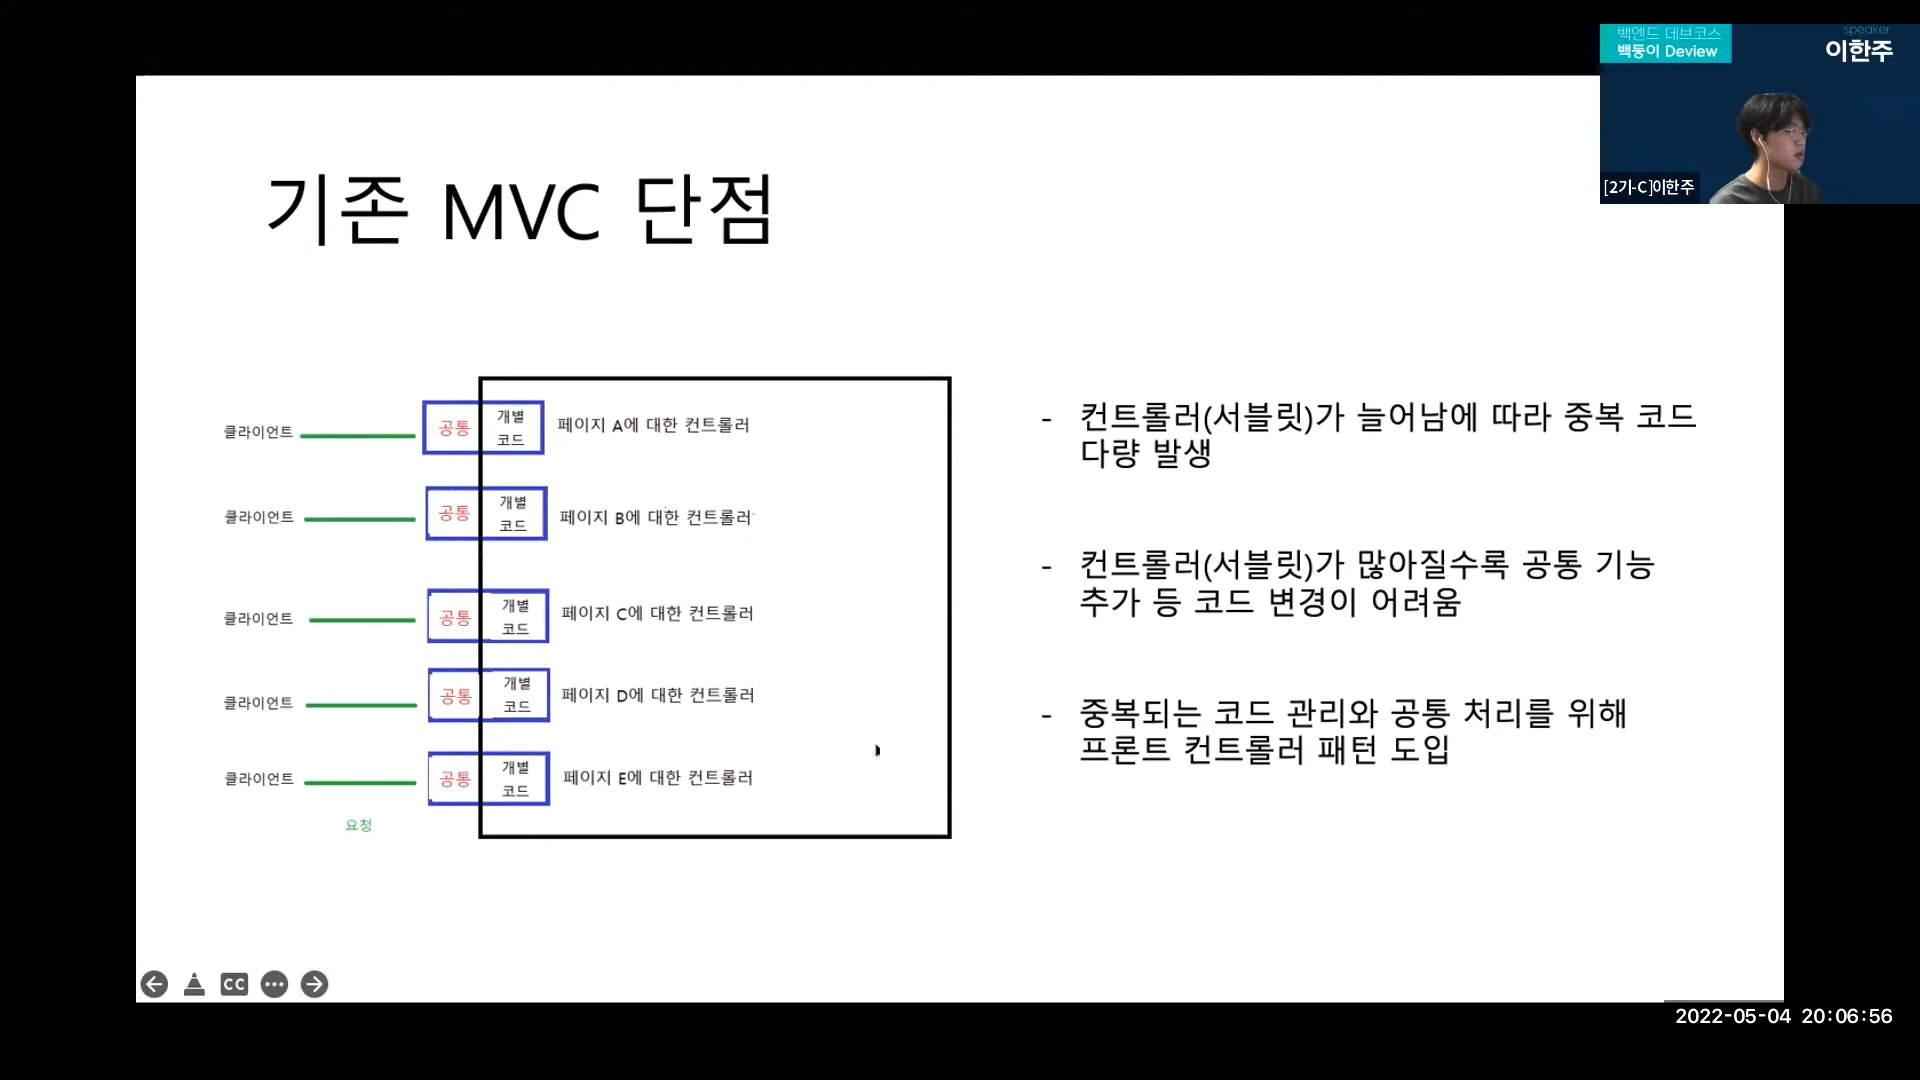 백엔드 데브코스
백둥이 Deview
speaker
이한주
[2기-C]이한주
기존 MVC 단점
클라이언트
공통
개별
코드
페이지 A에 대한 컨트롤러
클라이언트
공통
개별
코드
페이지 B에 대한 컨트롤러
클라이언트
공통
개별
코드
페이지 C에 대한 컨트롤러
클라이언트
공통
개별
코드
페이지 D에 대한 컨트롤러
클라이언트
공통
개별
코드
페이지 E에 대한 컨트롤러
요청
- 컨트롤러(서블릿)가 늘어남에 따라 중복 코드
다량 발생
- 컨트롤러(서블릿)가 많아질수록 공통 기능
추가 등 코드 변경이 어려움
- 중복되는 코드 관리와 공통 처리를 위해
프론트 컨트롤러 패턴 도입
CC
2022-05-04 20:06:56